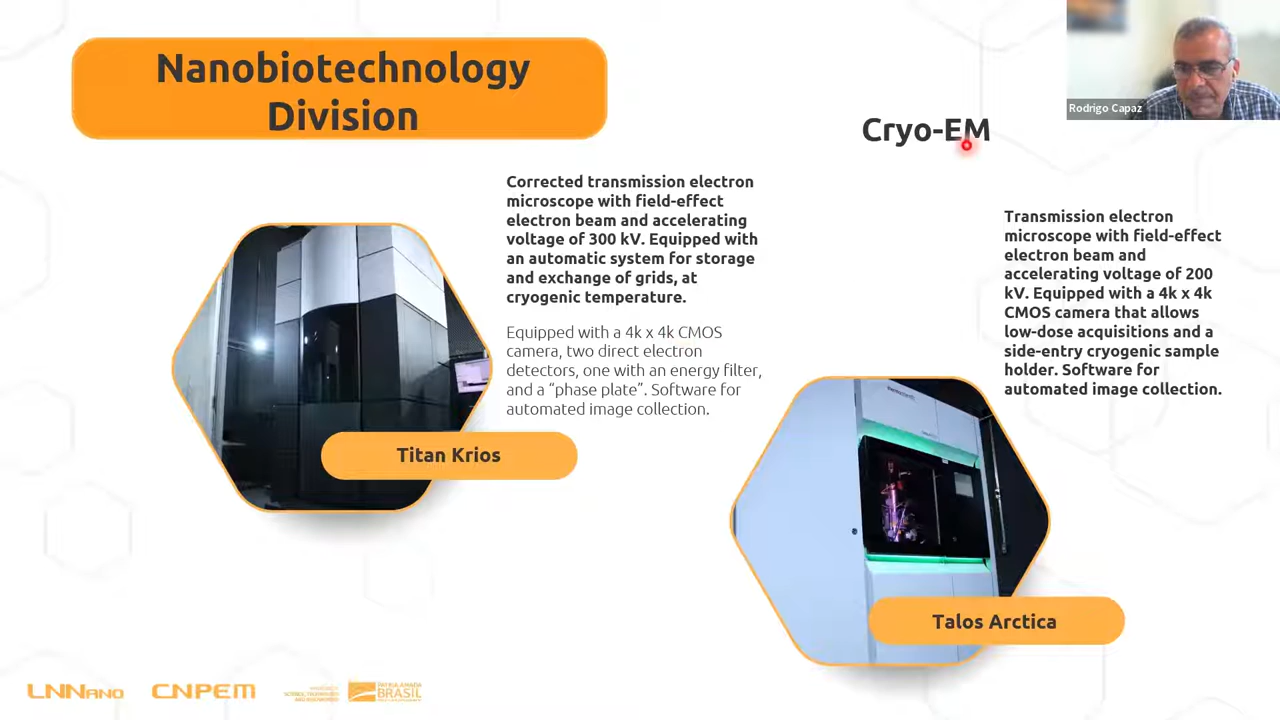 Nanobiotechnology
Division
Rodrigo Capaz
Cryo-EM
Corrected transmission electron
microscope with field-effect
electron beam and accelerating
voltage of 300 kV. Equipped with
an automatic system for storage
and exchange of grids, at
cryogenic temperature.
Equipped with a 4k x 4k CMOS
camera, two direct electron
detectors, one with an energy filter,
and a “phase plate”. Software for
automated image collection.
Titan Krios
Transmission electron
microscope with field-effect
electron beam and
accelerating voltage of 200
kV. Equipped with a 4k x 4k
CMOS camera that allows
low-dose acquisitions and a
side-entry cryogenic sample
holder. Software for
automated image collection.
Talos Arctica
LNNANO
CNPEM
PÁTRIA AMADA
BRASIL